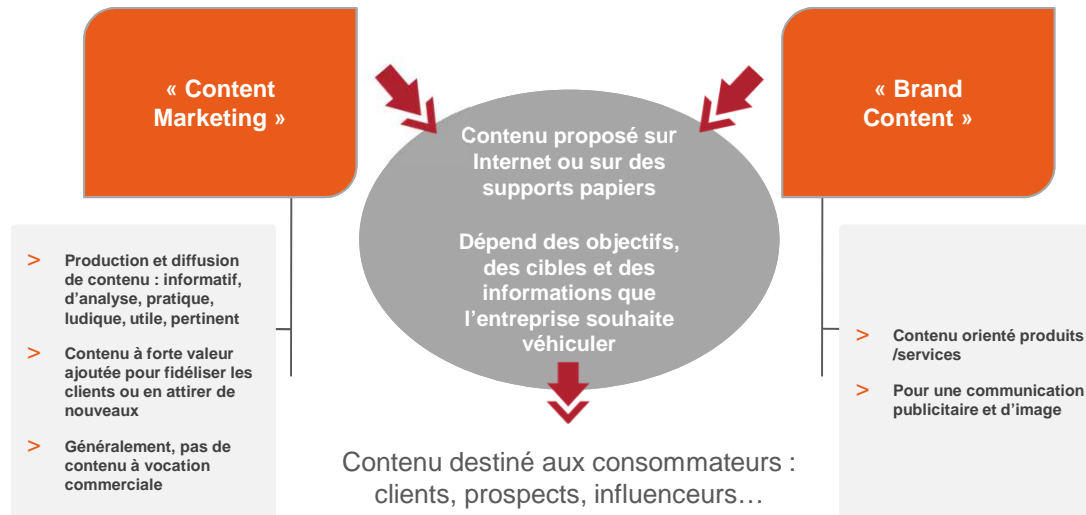 « Content
Marketing »
« Brand
Content »
Contenu proposé sur
Internet ou sur des
supports papiers
Dépend des objectifs,
des cibles et des
informations que
l'entreprise souhaite
véhiculer
> Production et diffusion
de contenu : informatif,
d'analyse, pratique,
ludique, utile, pertinent
> Contenu à forte valeur
ajoutée pour fidéliser les
clients ou en attirer de
nouveaux
> Généralement, pas de
contenu à vocation
commerciale
> Contenu orienté produits
/services
> Pour une communication
publicitaire et d'image
Contenu destiné aux consommateurs :
clients, prospects, influenceurs…